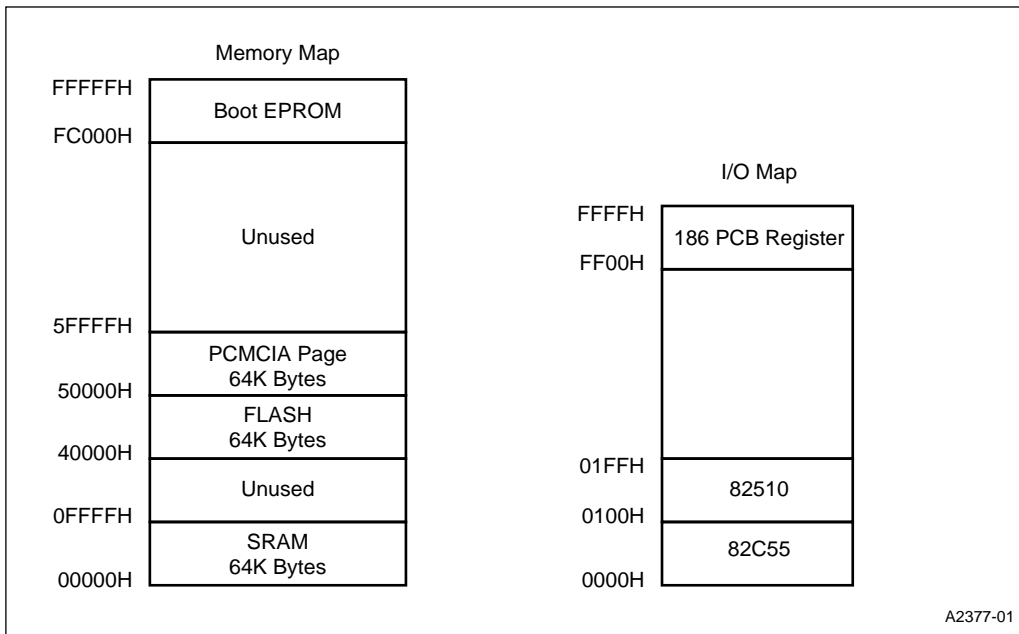 Memory Map
FFFFFH
Boot EPROM
FC000H
Unused
5FFFFH
PCMCIA Page
64K Bytes
50000H
FLASH
64K Bytes
40000H
Unused
0FFFFH
SRAM
64K Bytes
00000H
I/O Map
FFFFH
186 PCB Register
FF00H
01FFH
82510
0100H
82C55
0000H
A2377-01